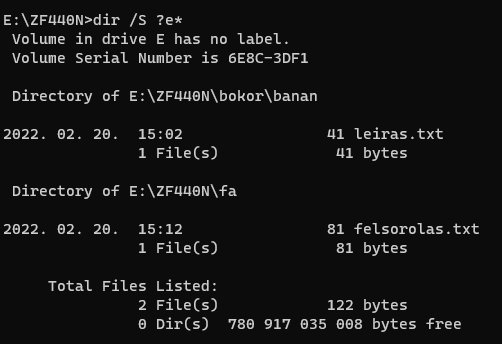 E:\ZF440N>dir /S ?e*
 Volume in drive E has no label.
 Volume Serial Number is 6E8C-3DF1

 Directory of E:\ZF440N\bokor\banan

2022. 02. 20.  15:02                41 leiras.txt
               1 File(s)             41 bytes

 Directory of E:\ZF440N\fa

2022. 02. 20.  15:12                81 felsorolas.txt
               1 File(s)             81 bytes

     Total Files Listed:
               2 File(s)            122 bytes
               0 Dir(s)  780 917 035 008 bytes free